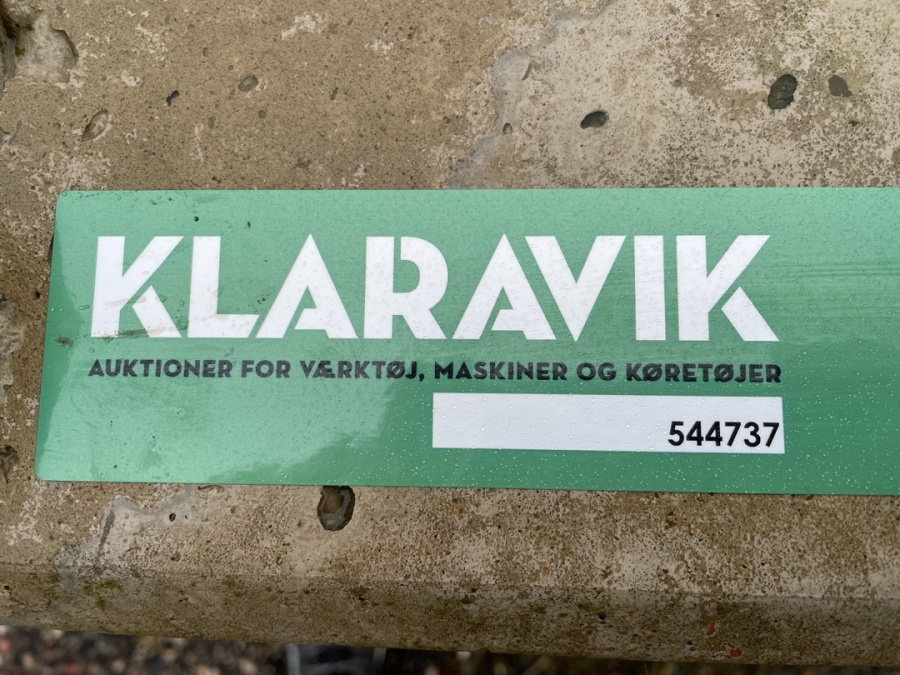 KLARAVIK
AUKTIONER FOR VÆRKTØJ, MASKINER OG KØRETØJER
544737